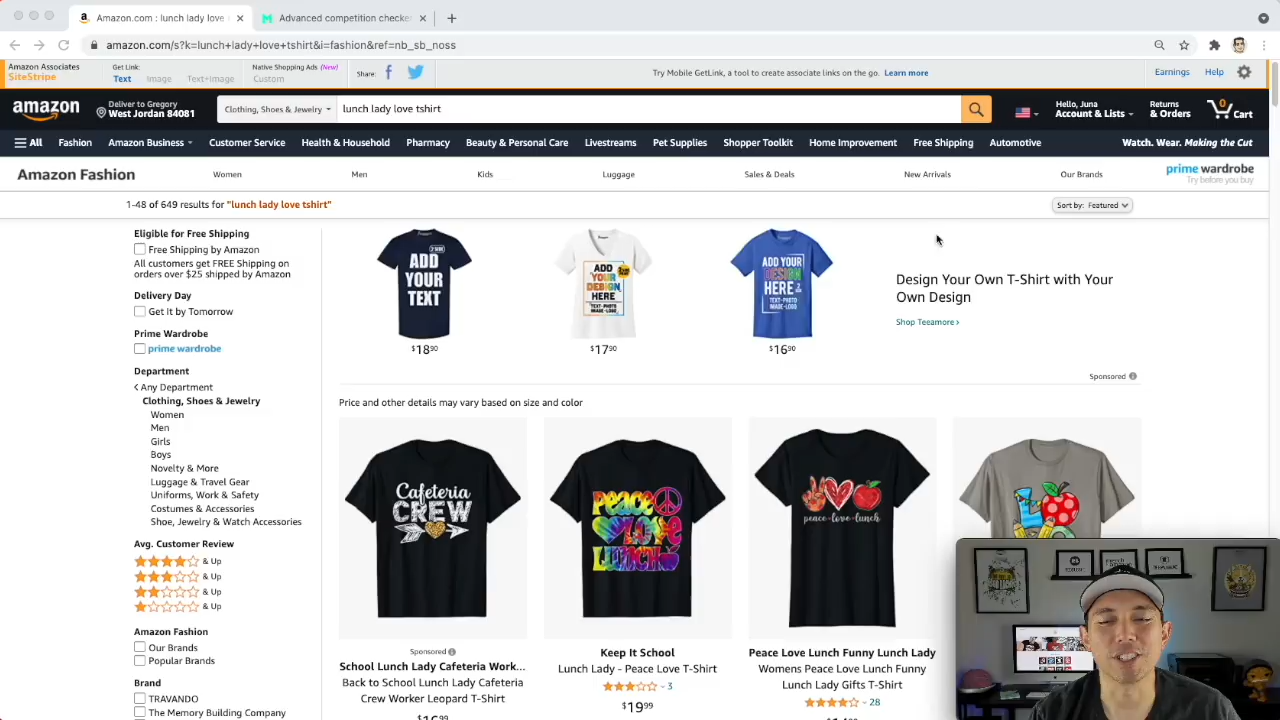 Amazon.com : lunch lady love
Advanced competition checke
amazon.com/s?k=lunch+lady+love+tshirt&i=fashion&ref=nb_sb_noss
Amazon Associates
SiteStripe
Get Link:
Text Image Text+Image
Native Shopping Ads (New)
Custom
Share:
Try Mobile GetLink, a tool to create associate links on the go. Learn more
Earnings Help
amazon
Deliver to Gregory
West Jordan 84081
Clothing, Shoes & Jewelry
lunch lady love tshirt
Hello, Juna
Account & Lists
Returns
& Orders
0
Cart
All Fashion Amazon Business Customer Service Health & Household Pharmacy Beauty & Personal Care Livestreams Pet Supplies Shopper Toolkit Home Improvement Free Shipping Automotive Watch. Wear. Making the Cut
Amazon Fashion Women Men Kids Luggage Sales & Deals New Arrivals Our Brands
prime wardrobe
Try before you buy
1-48 of 649 results for "lunch lady love tshirt"
Sort by: Featured
Eligible for Free Shipping
Free Shipping by Amazon
All customers get FREE Shipping on
orders over $25 shipped by Amazon
Delivery Day
Get It by Tomorrow
Prime Wardrobe
prime wardrobe
Department
Any Department
Clothing, Shoes & Jewelry
Women
Men
Girls
Boys
Novelty & More
Luggage & Travel Gear
Uniforms, Work & Safety
Costumes & Accessories
Shoe, Jewelry & Watch Accessories
Avg. Customer Review
& Up
& Up
& Up
& Up
Amazon Fashion
Our Brands
Popular Brands
Brand
TRAVANDO
The Memory Building Company
ADD
YOUR
TEXT
$1890
ADD
YOUR
DESIGN
HERE
TEXT-PHOTO
IMAGE-LOGO
$1790
ADD YOUR
DESIGN
HERE
TEXT-PHOTO
IMAGE-LOGO
$1690
Design Your Own T-Shirt with Your
Own Design
Shop Teeamore
Sponsored
Price and other details may vary based on size and color
Cafeteria
CREW
Sponsored
School Lunch Lady Cafeteria Work...
Back to School Lunch Lady Cafeteria
Crew Worker Leopard T-Shirt
PEACE
LOVE
LUNCH
Keep It School
Lunch Lady - Peace Love T-Shirt
3
$1999
peace-love-lunch
Peace Love Lunch Funny Lunch Lady
Womens Peace Love Lunch Funny
Lunch Lady Gifts T-Shirt
28